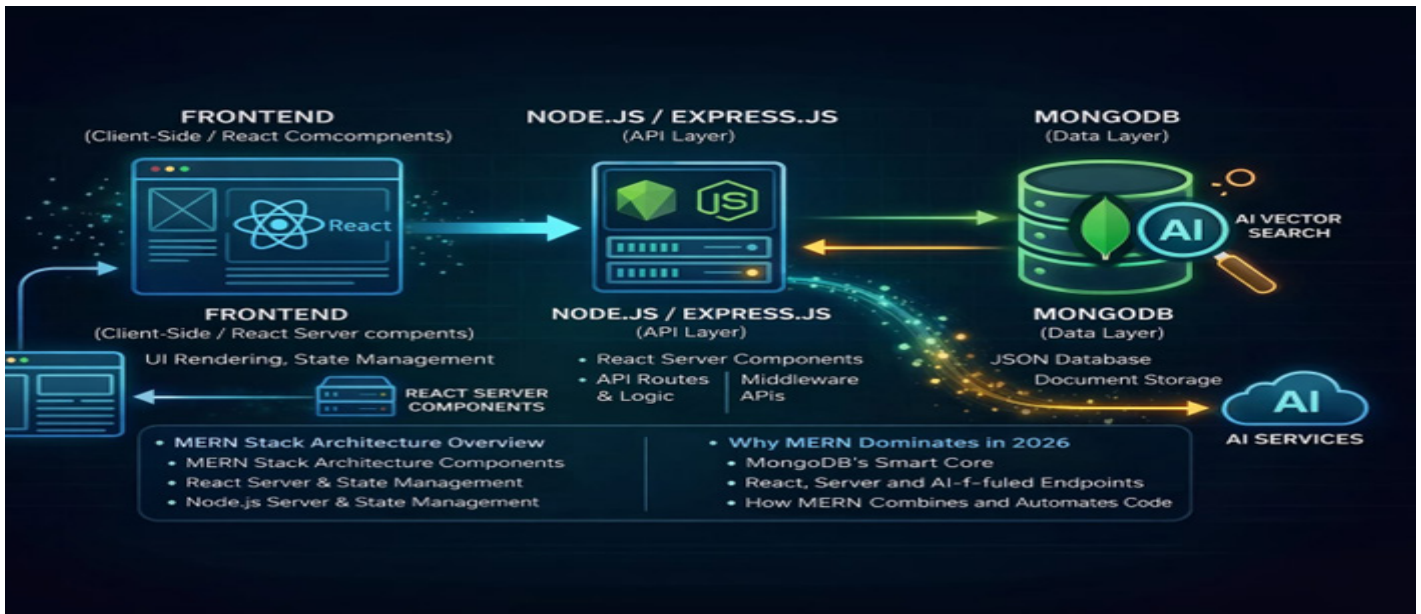 FRONTEND
(Client-Side / React Comcompnents)
React
NODE.JS / EXPRESS.JS
(API Layer)
JS
MONGODB
(Data Layer)
AI
AI VECTOR
SEARCH
FRONTEND
(Client-Side / React Server compents)
UI Rendering, State Management
REACT SERVER
COMPONENTS
NODE.JS / EXPRESS.JS
(API Layer)
• React Server Components
• API Routes
& Logic
Middleware
APIs
MONGODB
(Data Layer)
JSON Database
Document Storage
AI
AI SERVICES
• MERN Stack Architecture Overview
• MERN Stack Architecture Components
• React Server & State Management
• Node.js Server & State Management
• Why MERN Dominates in 2026
• MongoDB's Smart Core
• React, Server and AI-f-fuled Endpoints
• How MERN Combines and Automates Code